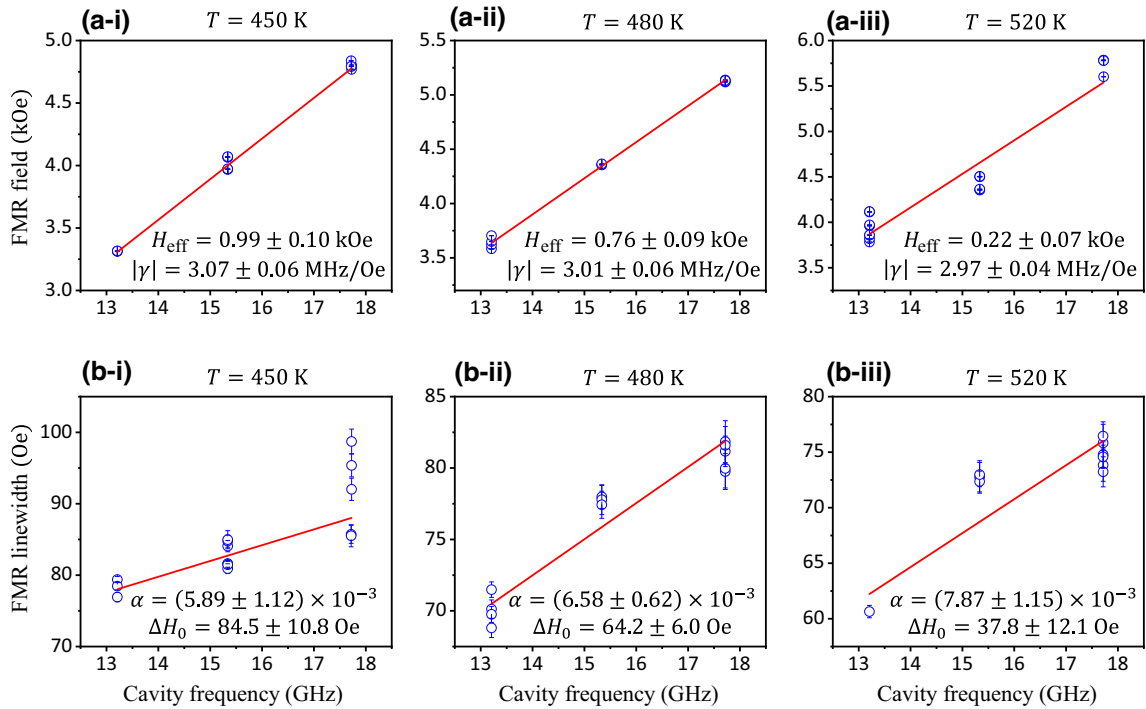 (a-i)
T = 450 K
FMR field (kOe)
5.0
4.5
4.0
3.5
3.0
H_eff = 0.99 ± 0.10 kOe
|γ| = 3.07 ± 0.06 MHz/Oe
13 14 15 16 17 18
(a-ii)
T = 480 K
5.5
5.0
4.5
4.0
3.5
H_eff = 0.76 ± 0.09 kOe
|γ| = 3.01 ± 0.06 MHz/Oe
13 14 15 16 17 18
(a-iii)
T = 520 K
6.0
5.5
5.0
4.5
4.0
3.5
H_eff = 0.22 ± 0.07 kOe
|γ| = 2.97 ± 0.04 MHz/Oe
13 14 15 16 17 18
(b-i)
T = 450 K
FMR linewidth (Oe)
100
90
80
70
α = (5.89 ± 1.12) × 10⁻³
ΔH₀ = 84.5 ± 10.8 Oe
13 14 15 16 17 18
Cavity frequency (GHz)
(b-ii)
T = 480 K
85
80
75
70
α = (6.58 ± 0.62) × 10⁻³
ΔH₀ = 64.2 ± 6.0 Oe
13 14 15 16 17 18
Cavity frequency (GHz)
(b-iii)
T = 520 K
80
75
70
65
60
α = (7.87 ± 1.15) × 10⁻³
ΔH₀ = 37.8 ± 12.1 Oe
13 14 15 16 17 18
Cavity frequency (GHz)